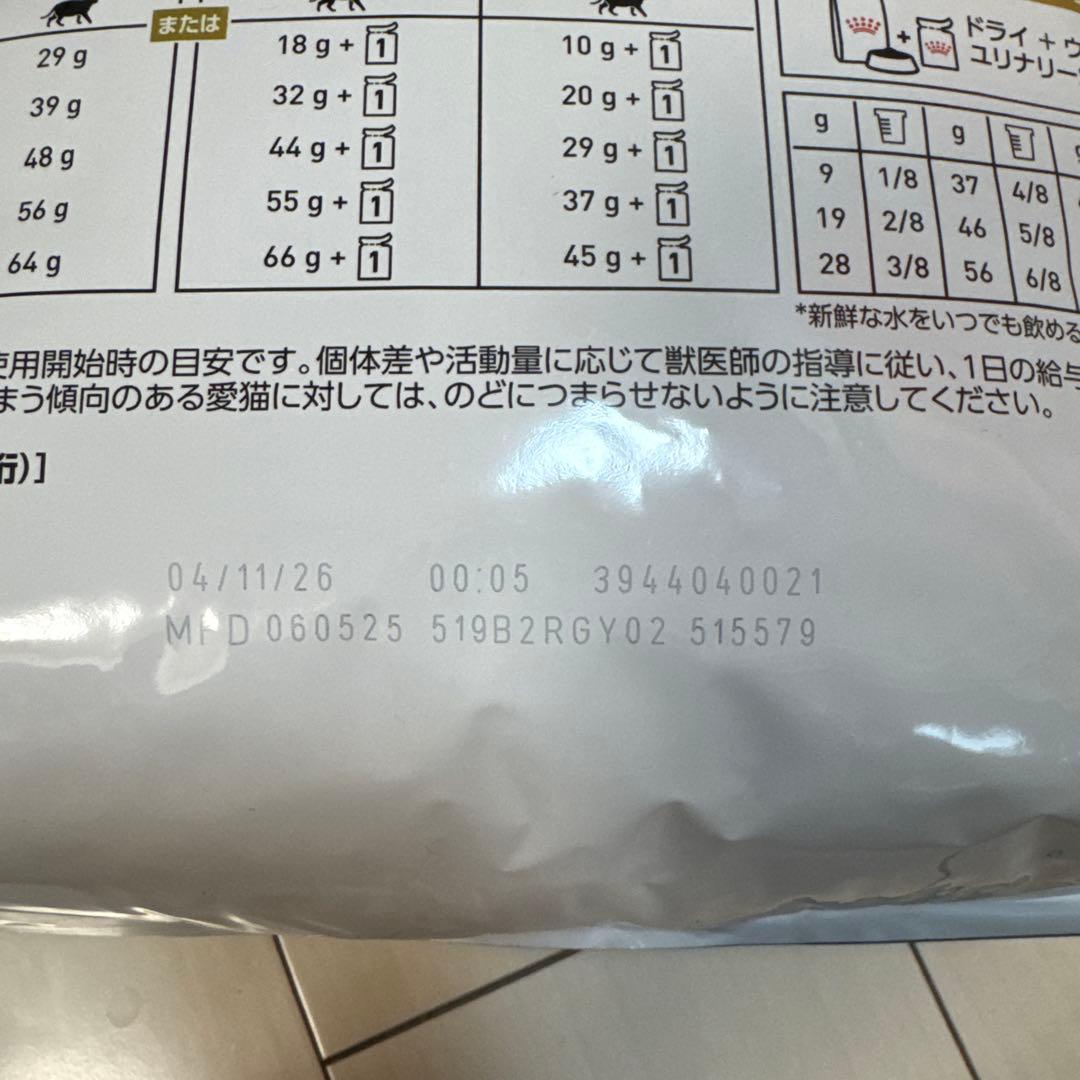 または
29 g
39 g
48 g
56 g
64 g
18 g + 1
32 g + 1
44 g + 1
55 g + 1
66 g + 1
10 g + 1
20 g + 1
29 g + 1
37 g + 1
45 g + 1
ドライ + ウ
ユリナリー
g g
9 1/8 37 4/8
19 2/8 46 5/8
28 3/8 56 6/8
*新鮮な水をいつでも飲める
使用開始時の目安です。個体差や活動量に応じて獣医師の指導に従い、1日の給与
まう傾向のある愛猫に対しては、のどにつまらせないように注意してください。
桁)]
04/11/26 00:05 3944040021
MFD 060525 519B2RGY02 515579